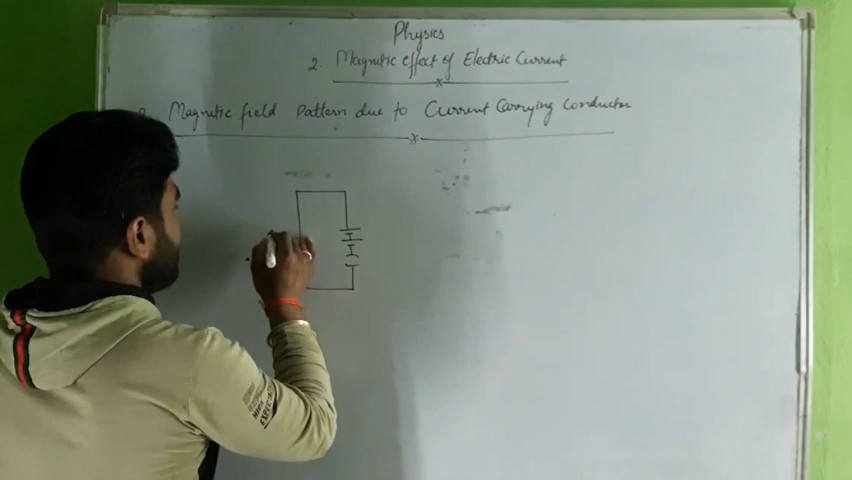 Physics
2. Magnetic effect of Electric Current
Magnetic field Pattern due to Current Carrying Conductor